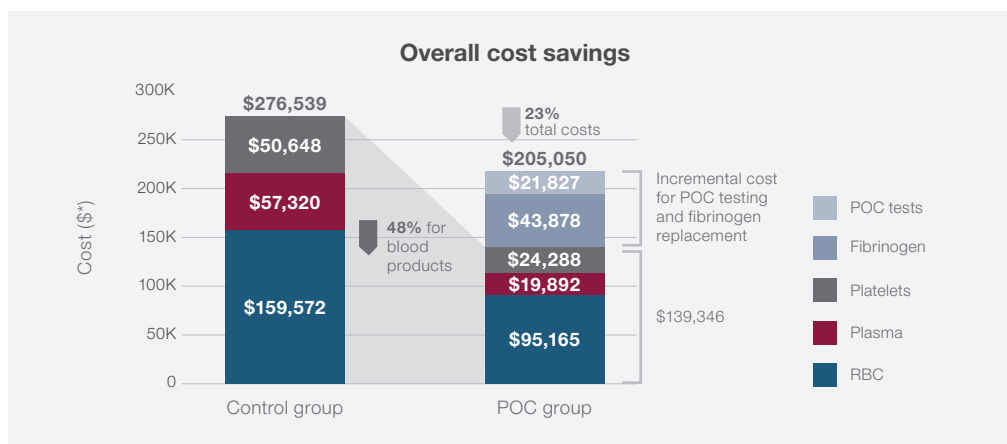 Overall cost savings
Cost ($*)
300K
250K
200K
150K
100K
50K
0
$276,539
$50,648
$57,320
$159,572
Control group
48% for
blood
products
23%
total costs
$205,050
$21,827
$43,878
$24,288
$19,892
$95,165
POC group
Incremental cost
for POC testing
and fibrinogen
replacement
$139,346
POC tests
Fibrinogen
Platelets
Plasma
RBC